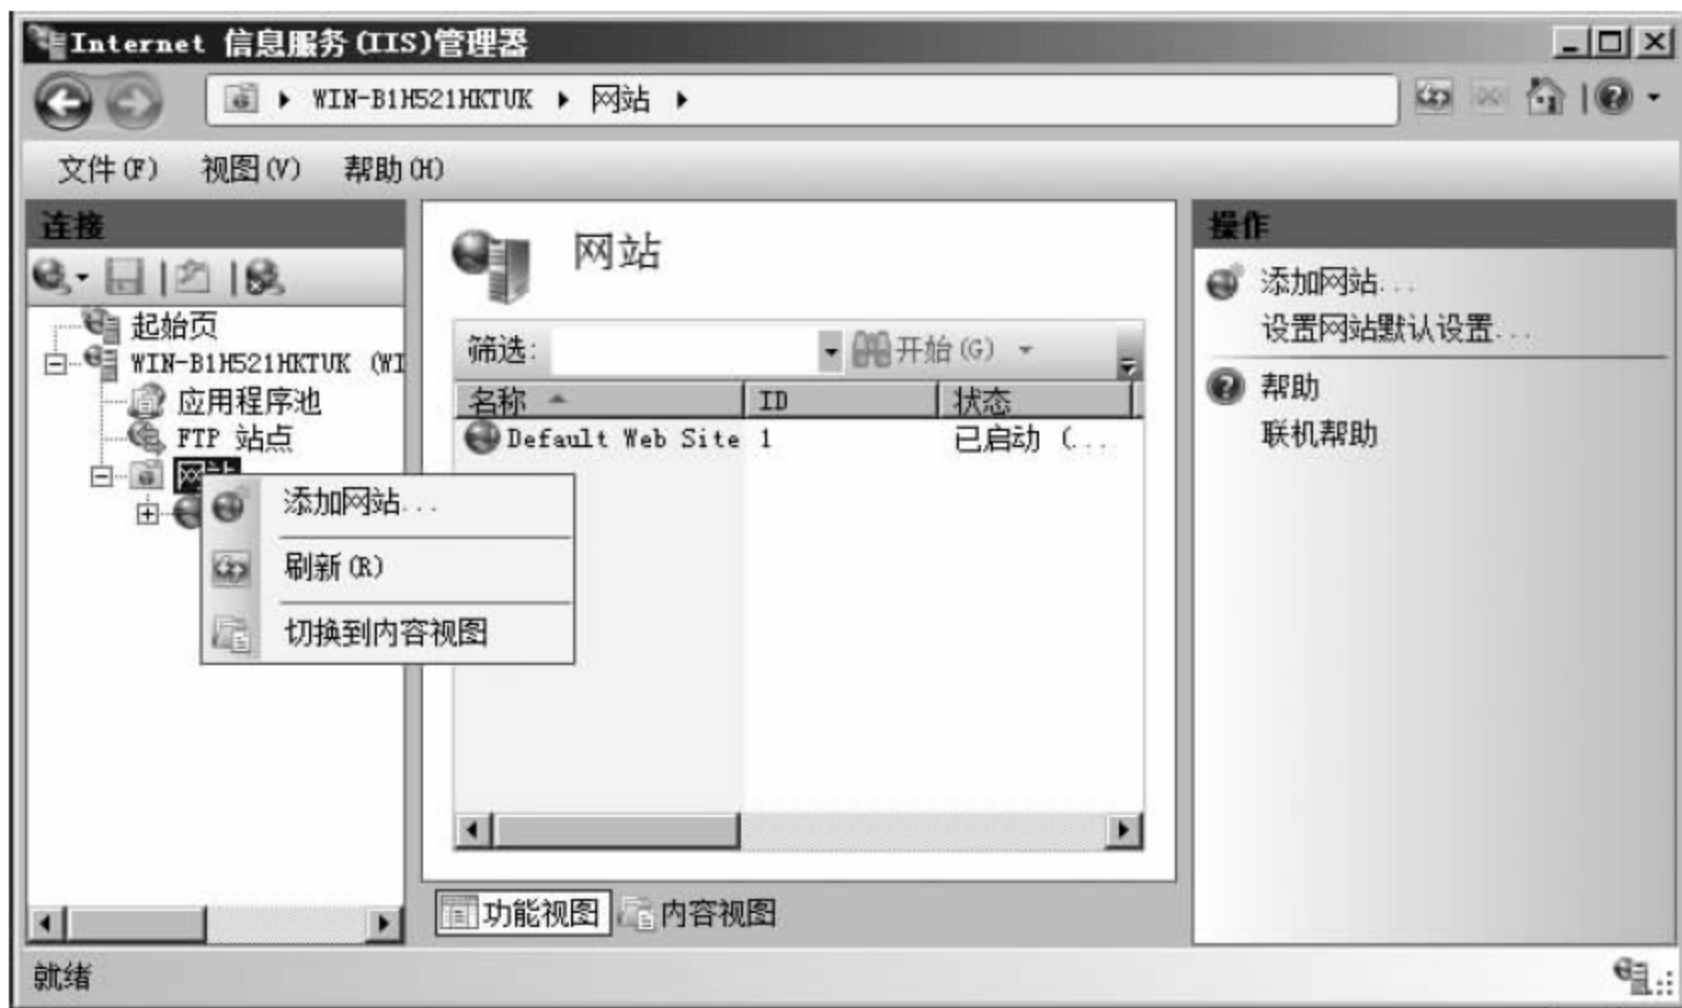 Internet 信息服务(IIS)管理器
WIN-B1H521HKTUK 网站
文件(F) 视图(V) 帮助(H)
连接
起始页
WIN-B1H521HKTUK (WI
应用程序池
FTP 站点
网站
添加网站...
刷新(R)
切换到内容视图
网站
筛选: 开始(G)
名称 ID 状态
Default Web Site 1 已启动 (...
功能视图 内容视图
操作
添加网站...
设置网站默认设置...
帮助
联机帮助
就绪